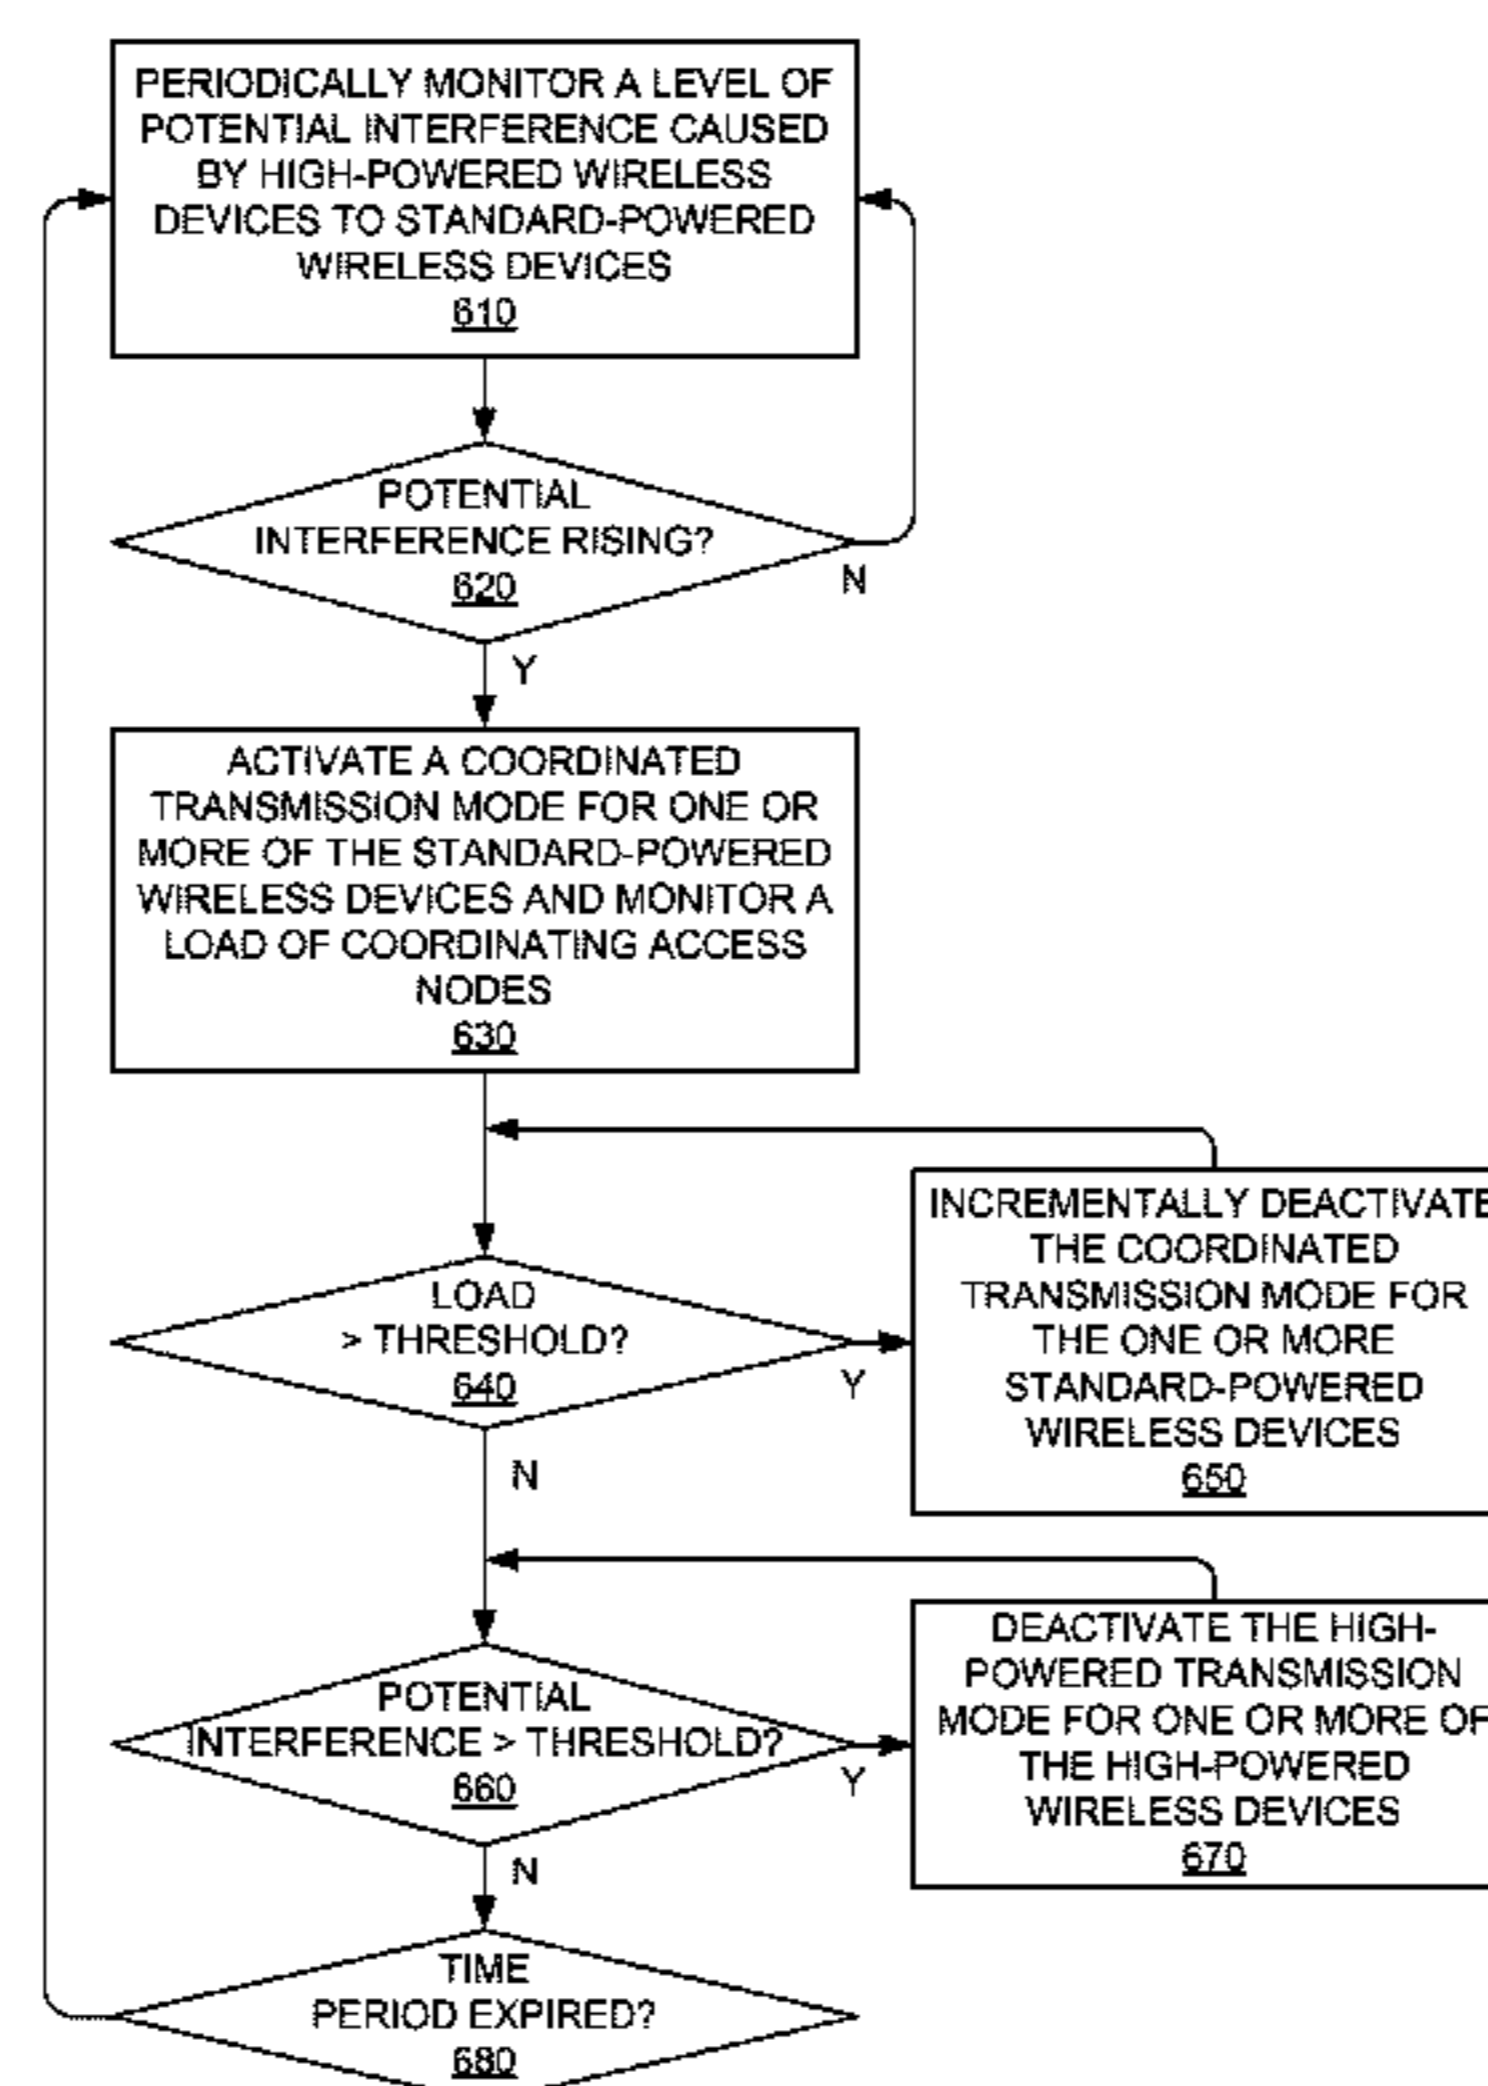 PERIODICALLY MONITOR A LEVEL OF
POTENTIAL INTERFERENCE CAUSED
BY HIGH-POWERED WIRELESS
DEVICES TO STANDARD-POWERED
WIRELESS DEVICES
610
POTENTIAL
INTERFERENCE RISING?
620
N
Y
ACTIVATE A COORDINATED
TRANSMISSION MODE FOR ONE OR
MORE OF THE STANDARD-POWERED
WIRELESS DEVICES AND MONITOR A
LOAD OF COORDINATING ACCESS
NODES
630
LOAD
> THRESHOLD?
640
Y
N
INCREMENTALLY DEACTIVATE
THE COORDINATED
TRANSMISSION MODE FOR
THE ONE OR MORE
STANDARD-POWERED
WIRELESS DEVICES
650
POTENTIAL
INTERFERENCE > THRESHOLD?
660
Y
N
DEACTIVATE THE HIGH-
POWERED TRANSMISSION
MODE FOR ONE OR MORE OF
THE HIGH-POWERED
WIRELESS DEVICES
670
TIME
PERIOD EXPIRED?
680